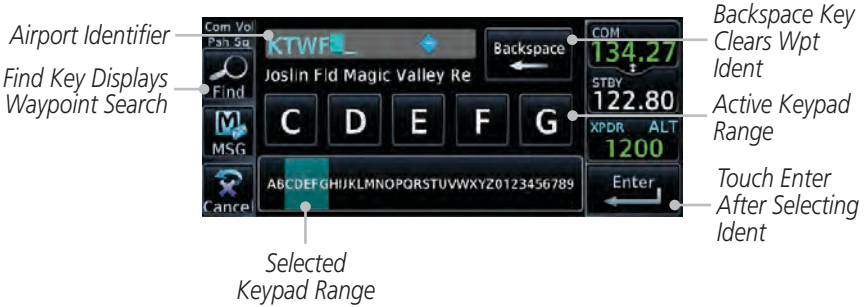 Airport Identifier
Find Key Displays
Waypoint Search
Com Vol
Psh Sq
Find
MSG
Cancel
KTWF _
Joslin Fld Magic Valley Re
Backspace
C D E F G
ABCDEFGHIJKLMNOPQRSTUVWXYZ0123456789
COM
134.27
STBY
122.80
XPDR ALT
1200
Enter
Backspace Key
Clears Wpt
Ident
Active Keypad
Range
Touch Enter
After Selecting
Ident
Selected
Keypad Range